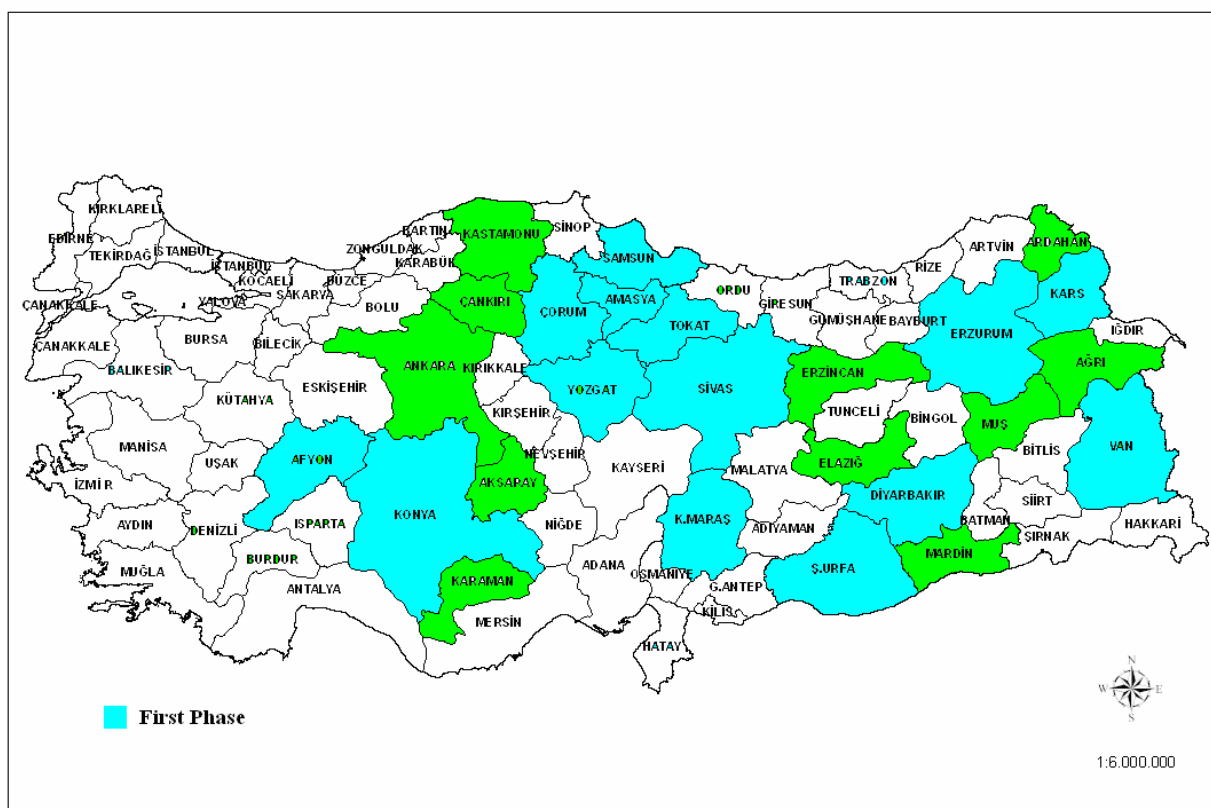 KIRKLARELİ
EDİRNE
TEKİRDAĞ
İSTANBUL
İSTANBUL
KOCAELİ
YALOVA
SAKARYA
DÜZCE
ZONGULDAK
BARTIN
KARABÜK
KASTAMONU
SİNOP
SAMSUN
ÇANAKKALE
ÇANAKKALE
BURSA
BİLECİK
BOLU
ÇANKIRI
ÇORUM
AMASYA
TOKAT
ORDU
GİRESUN
TRABZON
RİZE
ARTVİN
ARDAHAN
KARS
GÜMÜŞHANE
BAYBURT
ERZURUM
IĞDIR
AĞRI
BALIKESİR
KÜTAHYA
ESKİŞEHİR
ANKARA
KIRIKKALE
YOZGAT
SİVAS
ERZİNCAN
TUNCELİ
BİNGOL
MUŞ
BİTLİS
VAN
MANİSA
UŞAK
AFYON
KIRŞEHİR
NEVŞEHİR
KAYSERİ
MALATYA
ELAZIĞ
DİYARBAKIR
İZMİR
AKSARAY
SİİRT
BATMAN
HAKKARİ
ŞIRNAK
MARDİN
AYDIN
DENİZLİ
ISPARTA
KONYA
NİĞDE
K.MARAŞ
ADIYAMAN
Ş.URFA
MUĞLA
BURDUR
ANTALYA
KARAMAN
MERSİN
ADANA
OSMANİYE
G.ANTEP
KİLİS
HATAY
First Phase
N
W E
S
1:6.000.000